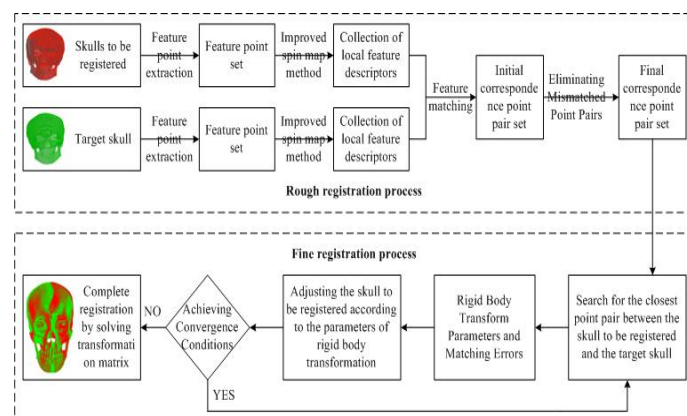 Skulls to be
registered
Feature
point
extraction
Feature point
set
Improved
spin map
method
Collection of
local feature
descriptors
Target skull
Feature
point
extraction
Feature point
set
Improved
spin map
method
Collection of
local feature
descriptors
Feature
matching
Initial
corresponde
nce point
pair set
Eliminating
Mismatched
Point Pairs
Final
corresponde
nce point
pair set
Rough registration process
Fine registration process
Complete
registration
by solving
transformati
on matrix
NO
Achieving
Convergence
Conditions
YES
Adjusting the skull to
be registered according
to the parameters of
rigid body
transformation
Rigid Body
Transform
Parameters and
Matching Errors
Search for the closest
point pair between the
skull to be registered
and the target skull